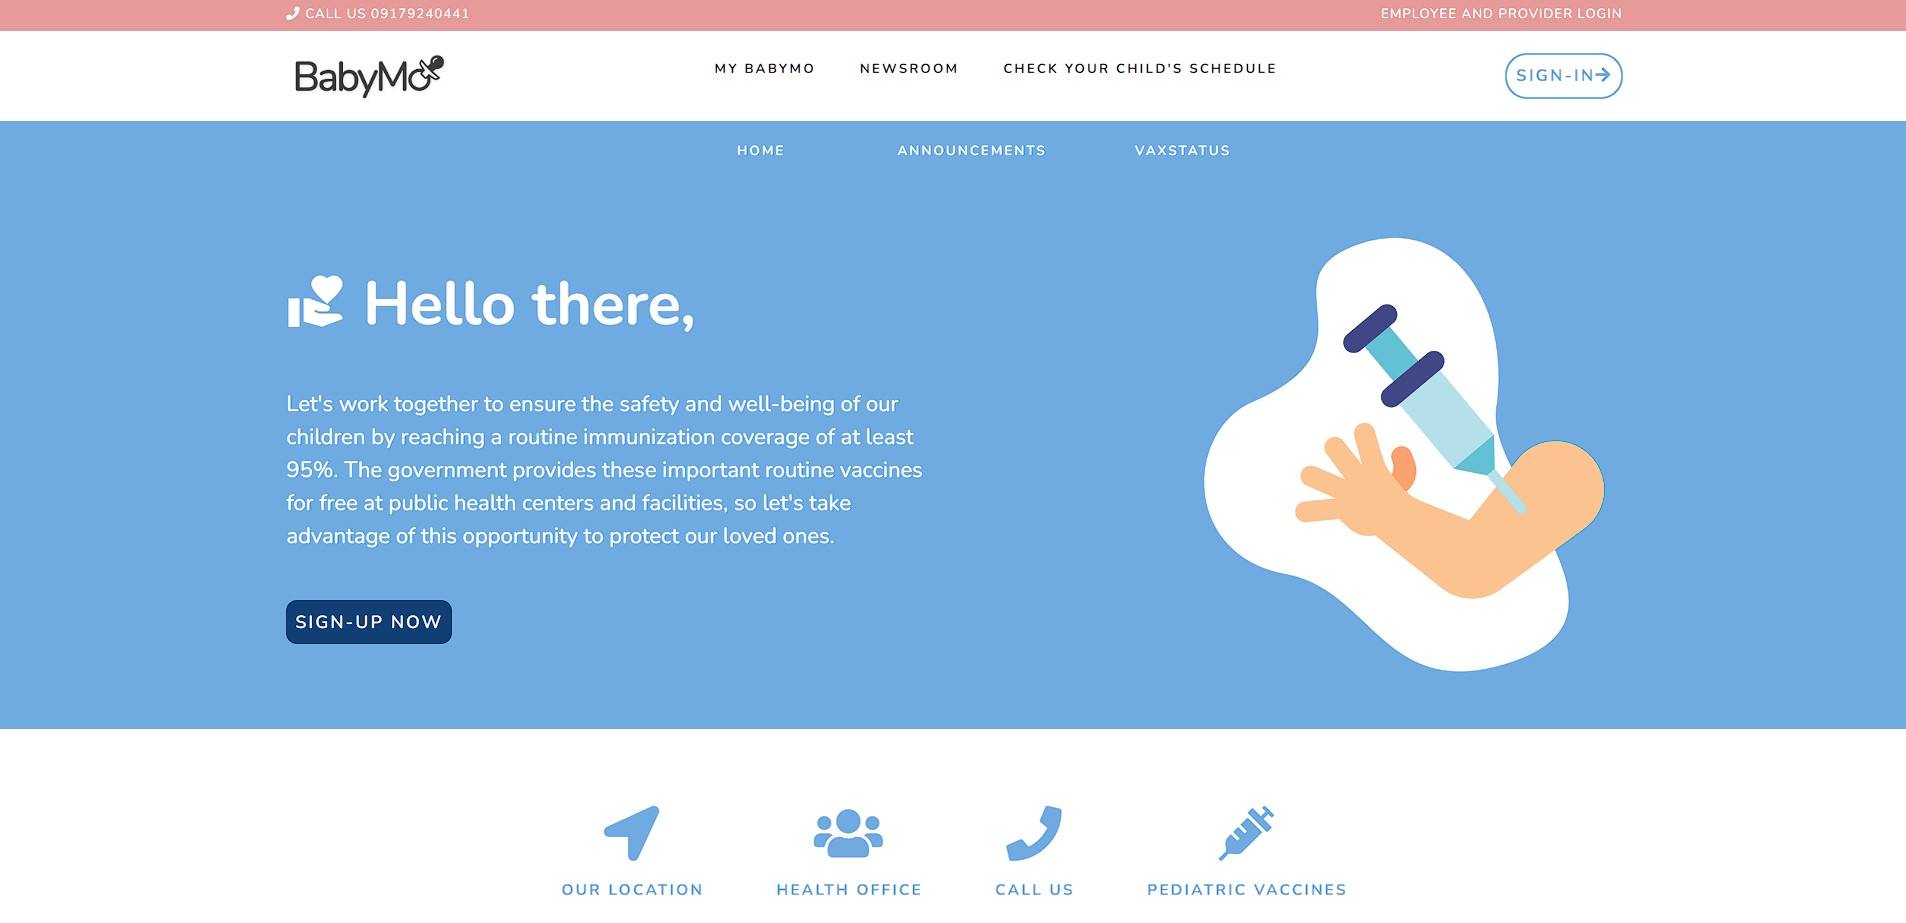 CALL US 09179240441
EMPLOYEE AND PROVIDER LOGIN
BabyMo
MY BABYMO
NEWSROOM
CHECK YOUR CHILD'S SCHEDULE
SIGN-IN
HOME
ANNOUNCEMENTS
VAXSTATUS
Hello there,
Let's work together to ensure the safety and well-being of our
children by reaching a routine immunization coverage of at least
95%. The government provides these important routine vaccines
for free at public health centers and facilities, so let's take
advantage of this opportunity to protect our loved ones.
SIGN-UP NOW
OUR LOCATION
HEALTH OFFICE
CALL US
PEDIATRIC VACCINES